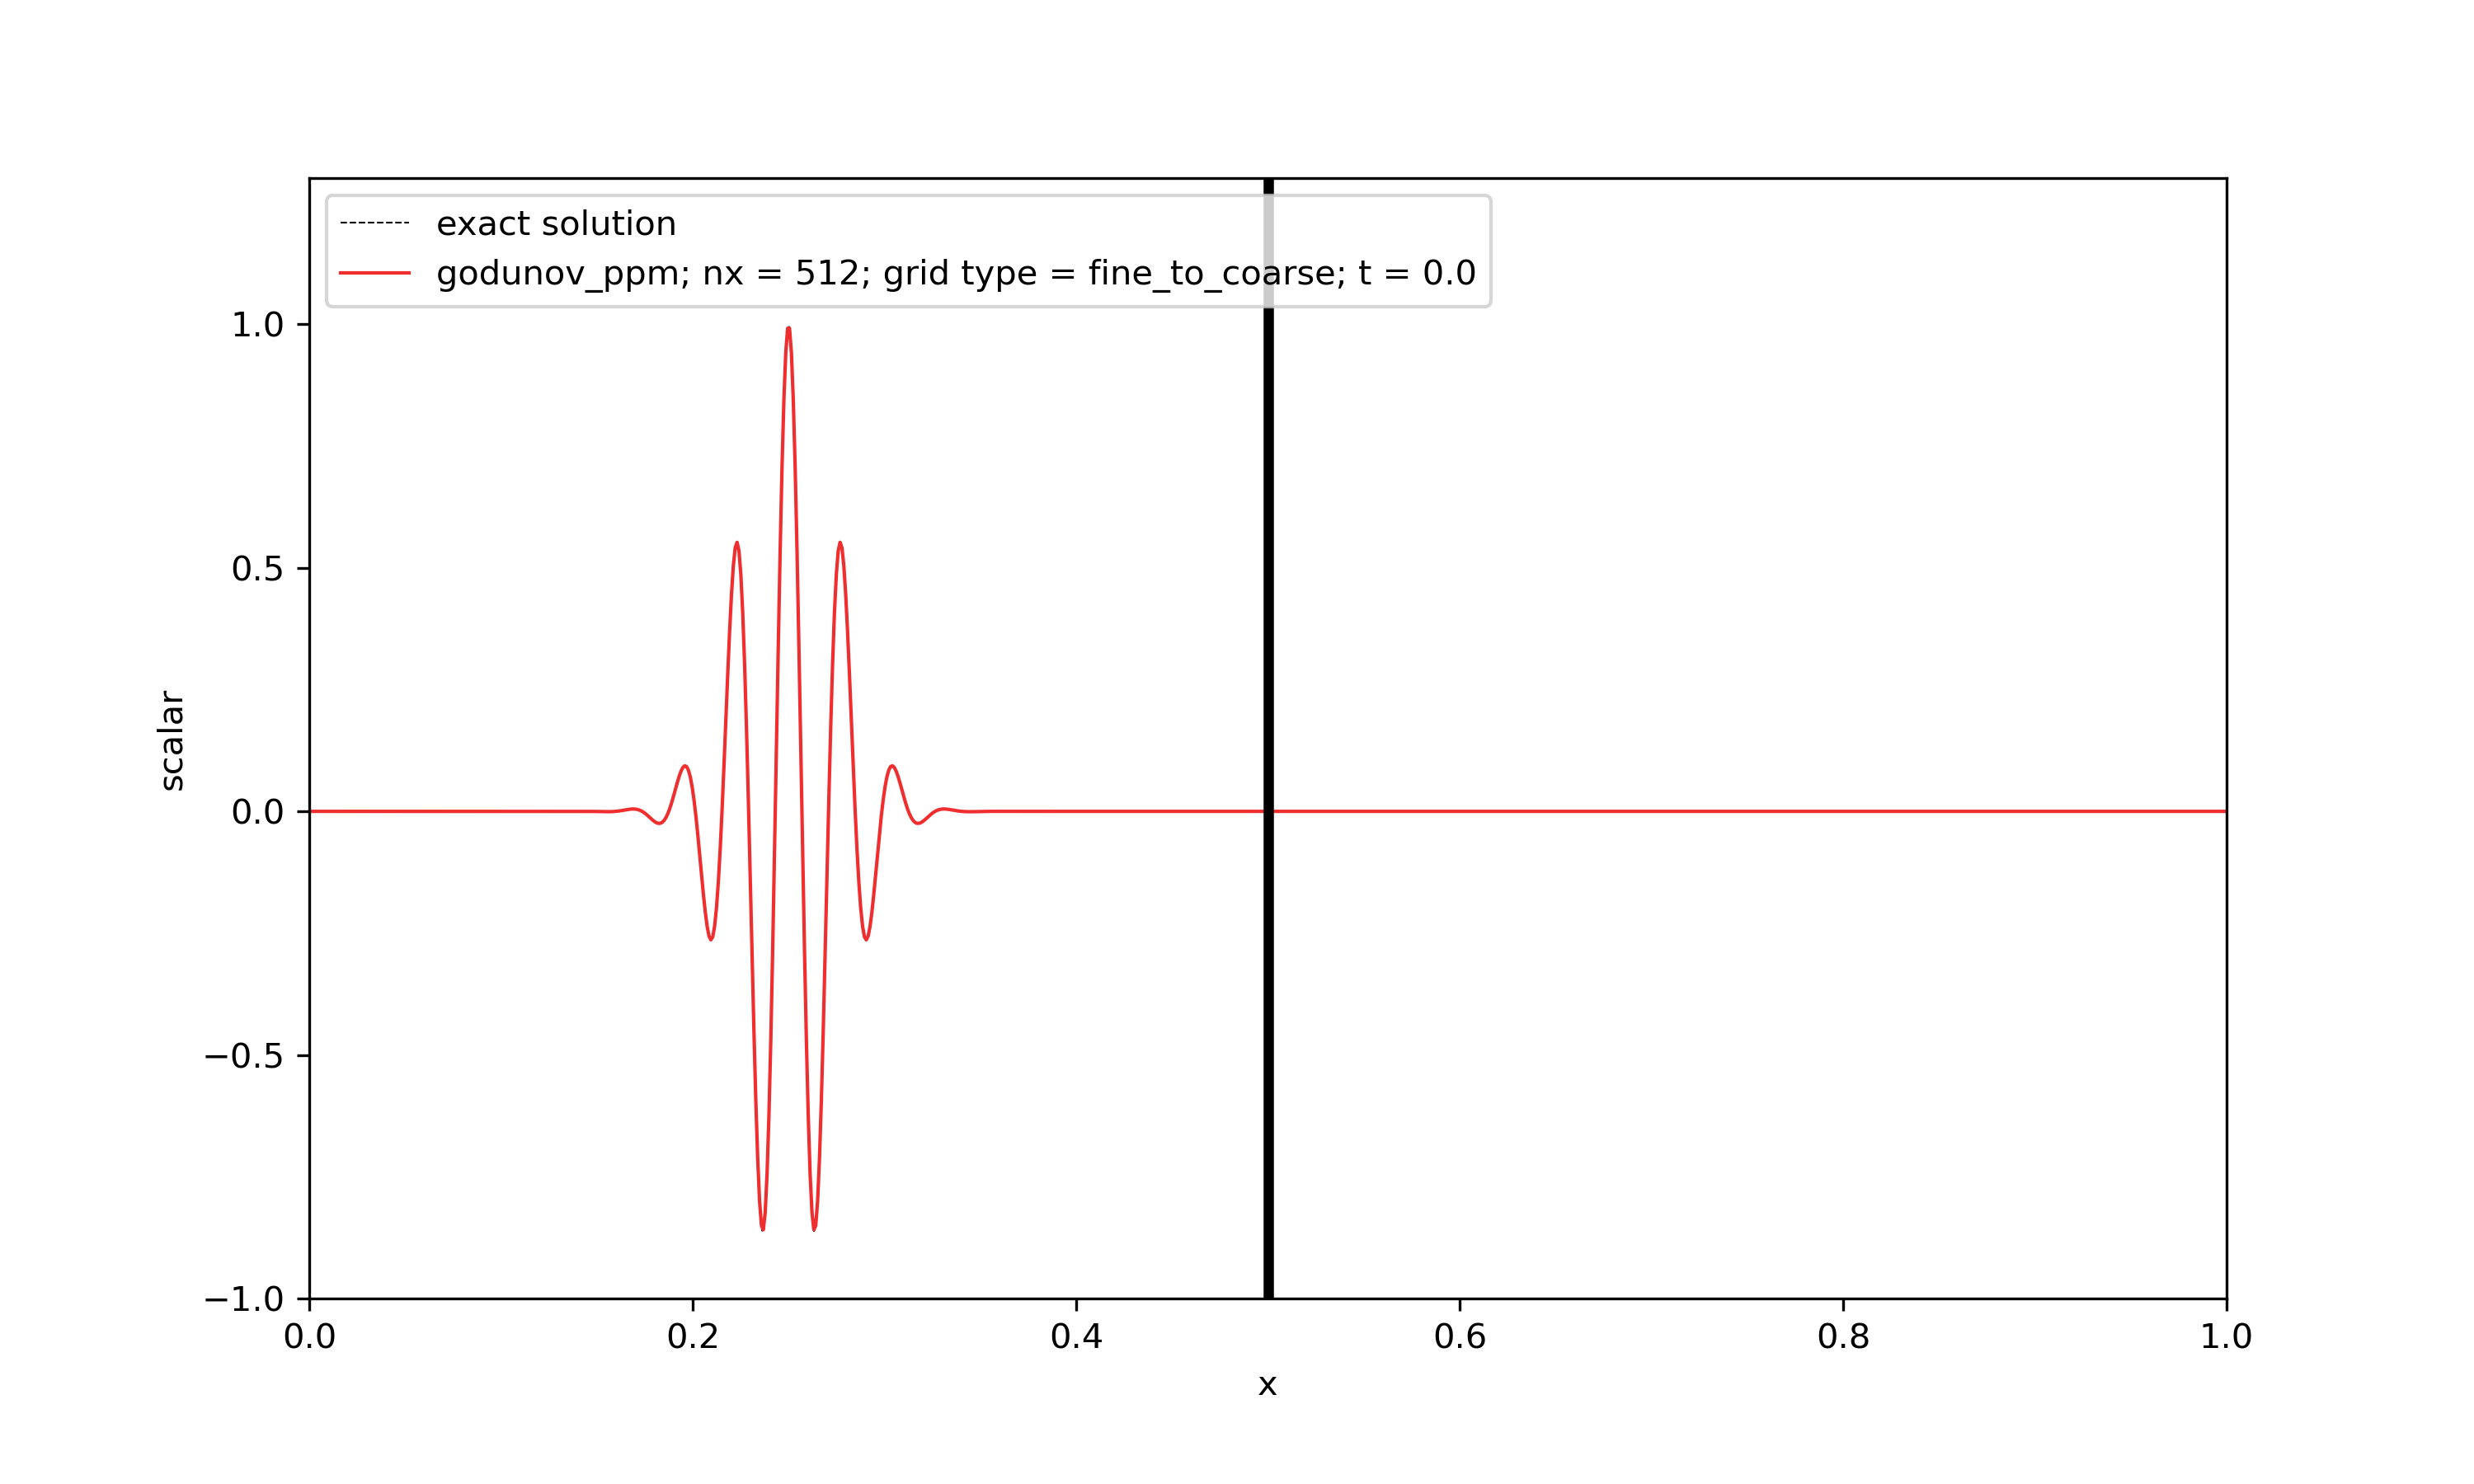 exact solution
godunov_ppm; nx = 512; grid type = fine_to_coarse; t = 0.0
1.0
0.5
0.0
−0.5
−1.0
scalar
0.0 0.2 0.4 0.6 0.8 1.0
x